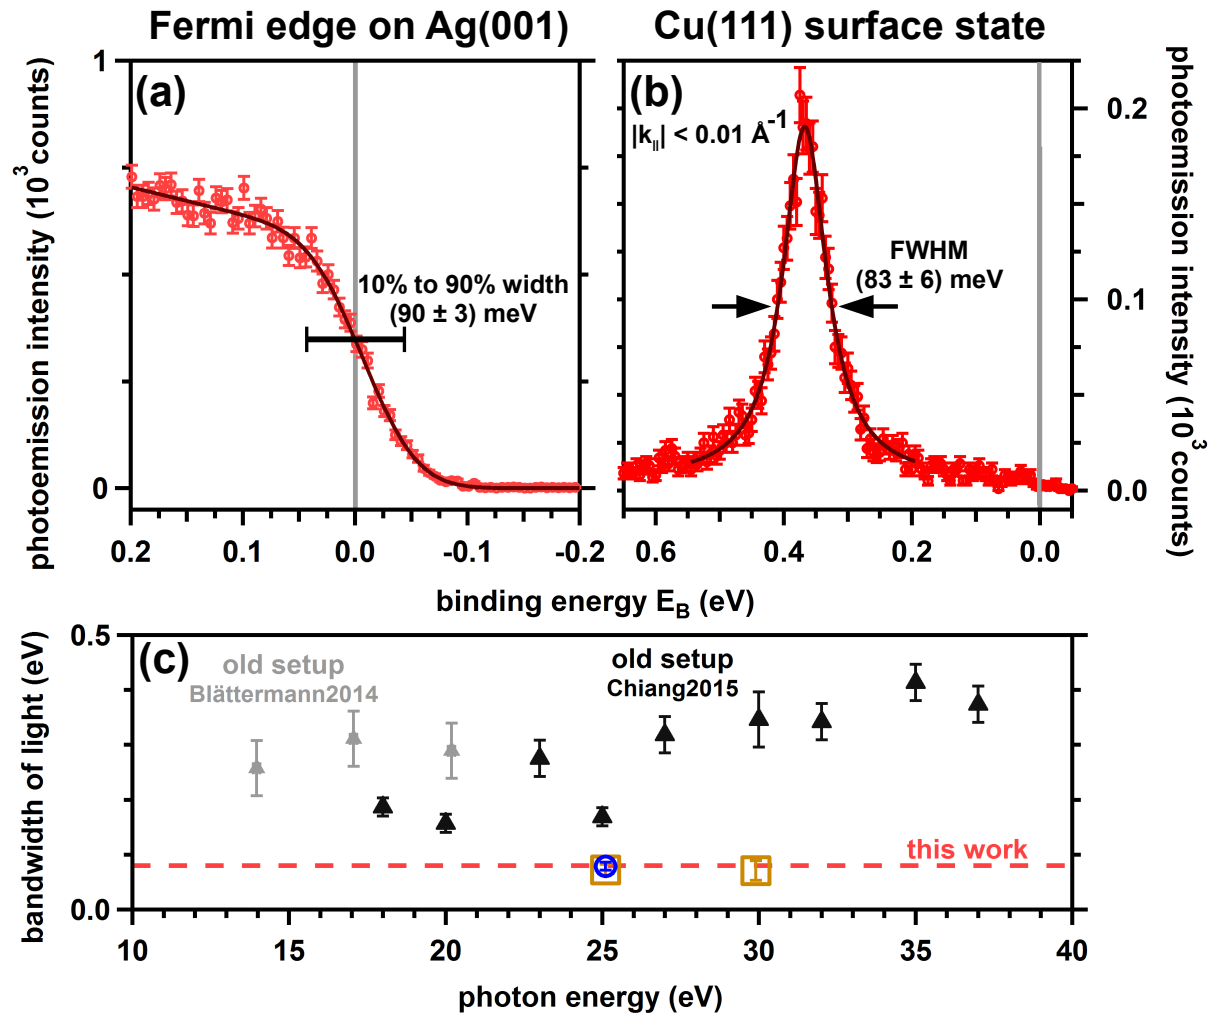 Fermi edge on Ag(001)
Cu(111) surface state
(a)
photoemission intensity (10³ counts)
1
0
10% to 90% width
(90 ± 3) meV
0.2 0.1 0.0 -0.1 -0.2
(b)
|k||| < 0.01 Å-1
FWHM
(83 ± 6) meV
0.2
0.1
0.0
photoemission intensity (10³ counts)
0.6 0.4 0.2 0.0
binding energy EB (eV)
(c)
bandwidth of light (eV)
0.5
0.0
old setup
Blättermann2014
old setup
Chiang2015
this work
10 15 20 25 30 35 40
photon energy (eV)